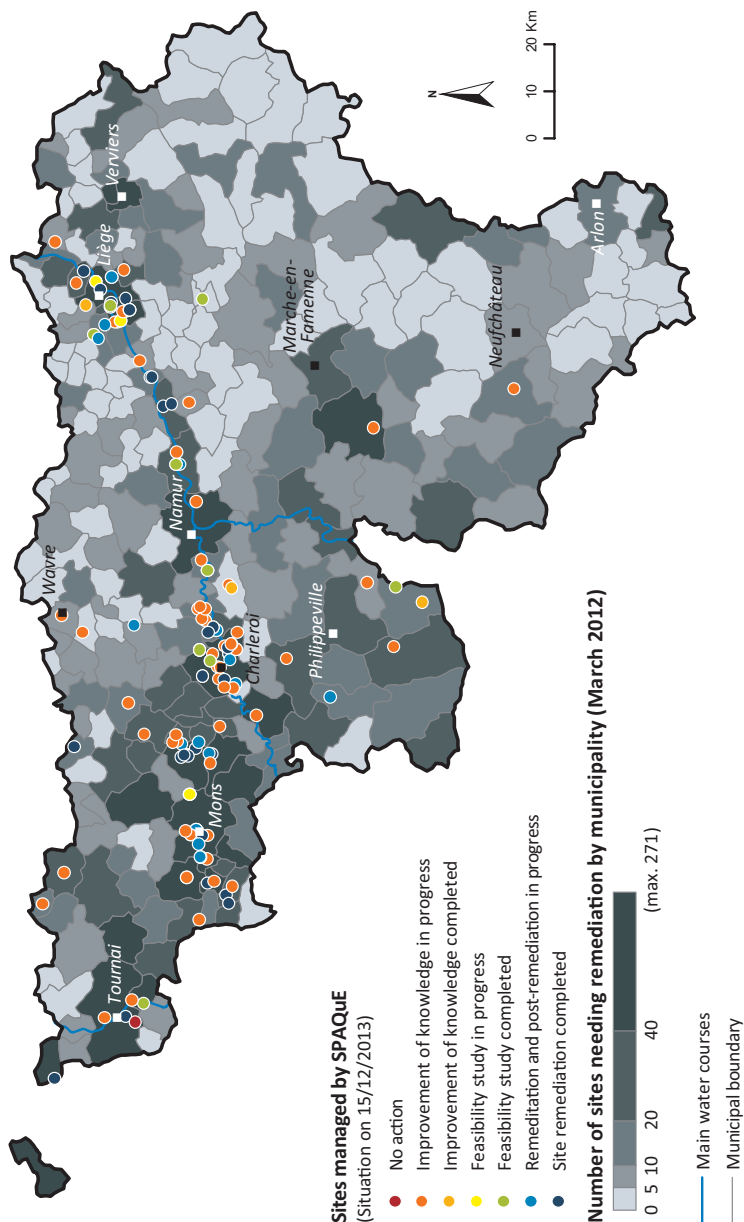 Wavre
Liège
Verviers
Tournai
Mons
Namur
Charleroi
Marche-en-
Famenne
Philippeville
Neufchâteau
Arlon
N
0 10 20 Km
Sites managed by SPAQuE
(Situation on 15/12/2013)
No action
Improvement of knowledge in progress
Improvement of knowledge completed
Feasibility study in progress
Feasibility study completed
Remeditation and post-remediation in progress
Site remediation completed
Number of sites needing remediation by municipality (March 2012)
0 5 10 20 40 (max. 271)
Main water courses
Municipal boundary